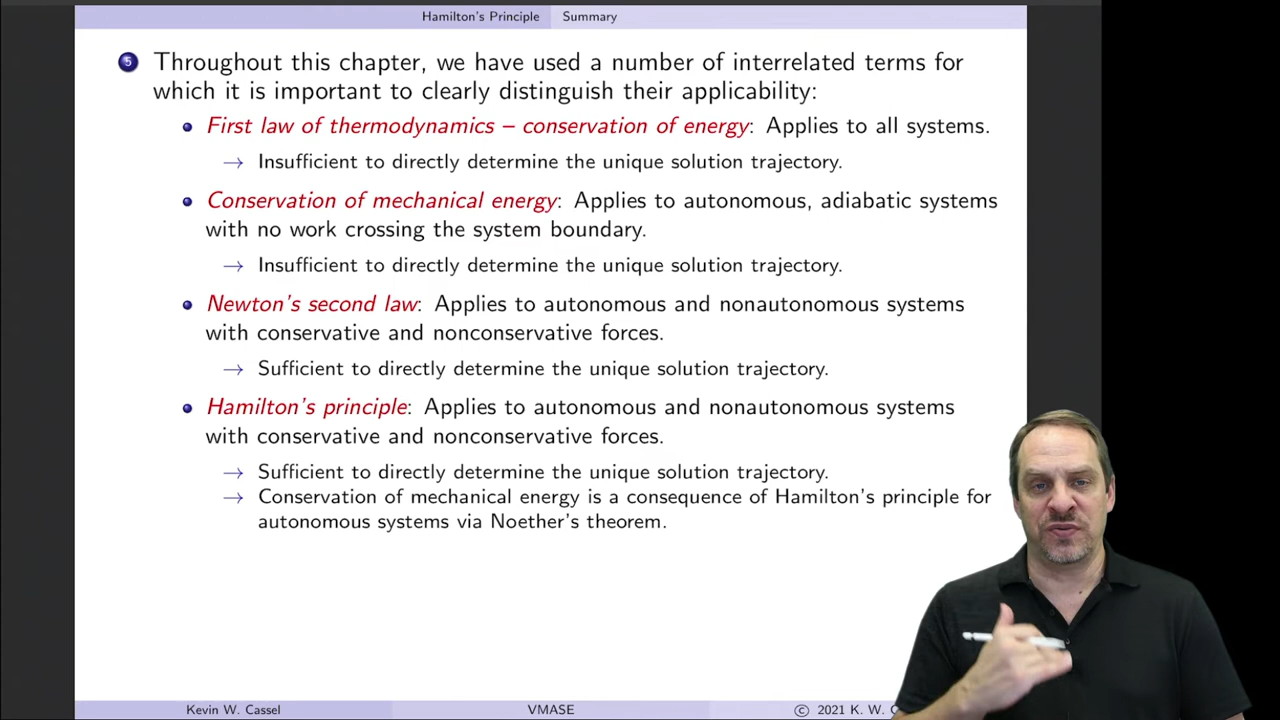 Hamilton's Principle Summary
5 Throughout this chapter, we have used a number of interrelated terms for
which it is important to clearly distinguish their applicability:
• First law of thermodynamics – conservation of energy: Applies to all systems.
→ Insufficient to directly determine the unique solution trajectory.
• Conservation of mechanical energy: Applies to autonomous, adiabatic systems
with no work crossing the system boundary.
→ Insufficient to directly determine the unique solution trajectory.
• Newton's second law: Applies to autonomous and nonautonomous systems
with conservative and nonconservative forces.
→ Sufficient to directly determine the unique solution trajectory.
• Hamilton's principle: Applies to autonomous and nonautonomous systems
with conservative and nonconservative forces.
→ Sufficient to directly determine the unique solution trajectory.
→ Conservation of mechanical energy is a consequence of Hamilton's principle for
autonomous systems via Noether's theorem.
Kevin W. Cassel VMASE © 2021 K. W.